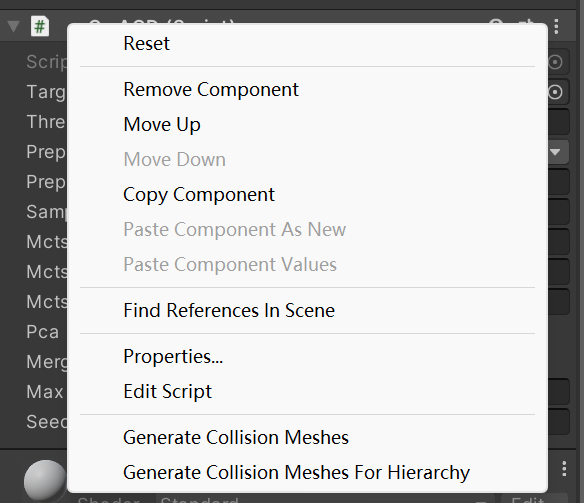 Reset
Scrip
Remove Component
Targ
Thre
Move Up
Prep
Move Down
Prep
Copy Component
Sam
Paste Component As New
Mcts
Paste Component Values
Mcts
Mcts
Find References In Scene
Pca
Properties...
Merg
Max
Edit Script
Seed
Generate Collision Meshes
Generate Collision Meshes For Hierarchy